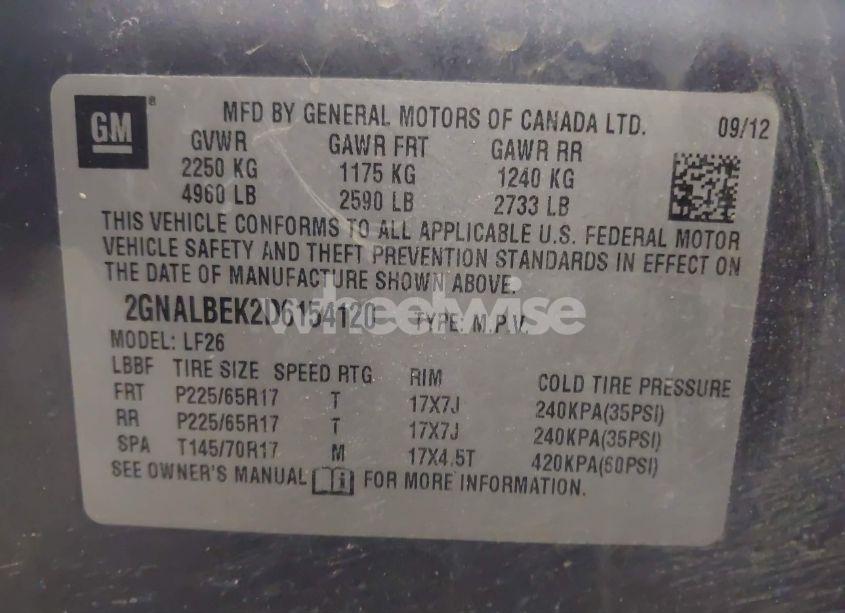 GM ®
MFD BY GENERAL MOTORS OF CANADA LTD. 09/12
GVWR GAWR FRT GAWR RR
2250 KG 1175 KG 1240 KG
4960 LB 2590 LB 2733 LB
THIS VEHICLE CONFORMS TO ALL APPLICABLE U.S. FEDERAL MOTOR
VEHICLE SAFETY AND THEFT PREVENTION STANDARDS IN EFFECT ON
THE DATE OF MANUFACTURE SHOWN ABOVE.
wheelwise
2GNALBEK2D6154120 TYPE: M.P.V.
MODEL: LF26
LBBF TIRE SIZE SPEED RTG RIM COLD TIRE PRESSURE
FRT P225/65R17 T 17X7J 240KPA(35PSI)
RR P225/65R17 T 17X7J 240KPA(35PSI)
SPA T145/70R17 M 17X4.5T 420KPA(60PSI)
SEE OWNER'S MANUAL i FOR MORE INFORMATION.